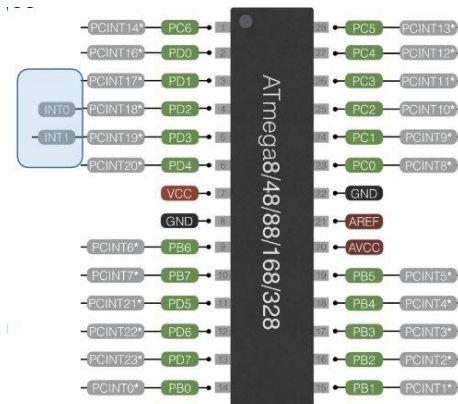 PCINT14* PC6 1 28 PC5 PCINT13*
PCINT16* PD0 2 27 PC4 PCINT12*
PCINT17* PD1 3 26 PC3 PCINT11*
INT0 PCINT18* PD2 4 25 PC2 PCINT10*
INT1 PCINT19* PD3 5 24 PC1 PCINT9*
PCINT20* PD4 6 23 PC0 PCINT8*
VCC 7 22 GND
GND 8 21 AREF
PCINT6* PB6 9 20 AVCC
PCINT7* PB7 10 19 PB5 PCINT5*
PCINT21* PD5 11 18 PB4 PCINT4*
PCINT22* PD6 12 17 PB3 PCINT3*
PCINT23* PD7 13 16 PB2 PCINT2*
PCINT0* PB0 14 15 PB1 PCINT1*
ATmega8/48/88/168/328